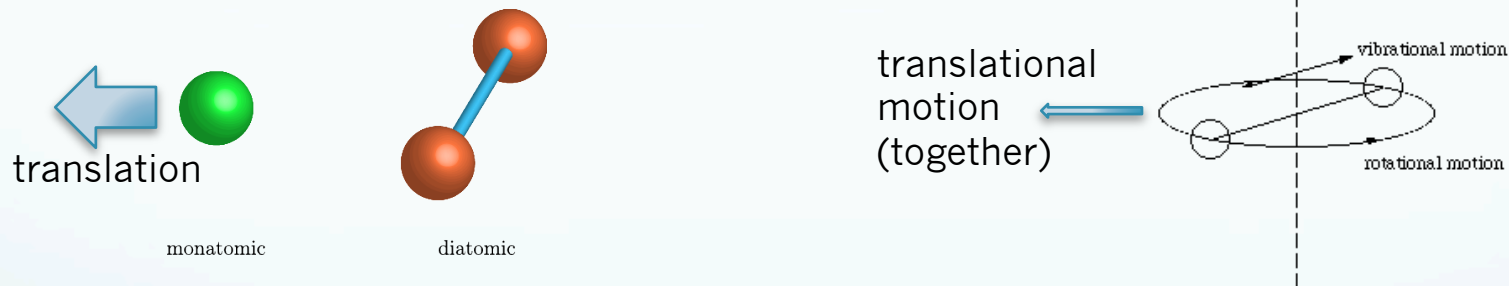 translation
monatomic
diatomic
translational
motion
(together)
vibrational motion
rotational motion